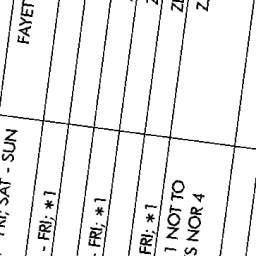 FAYET
FRI; SAT - SUN
- FRI; *1
- FRI; *1
FRI; *1
1 NOT TO
S NOR 4